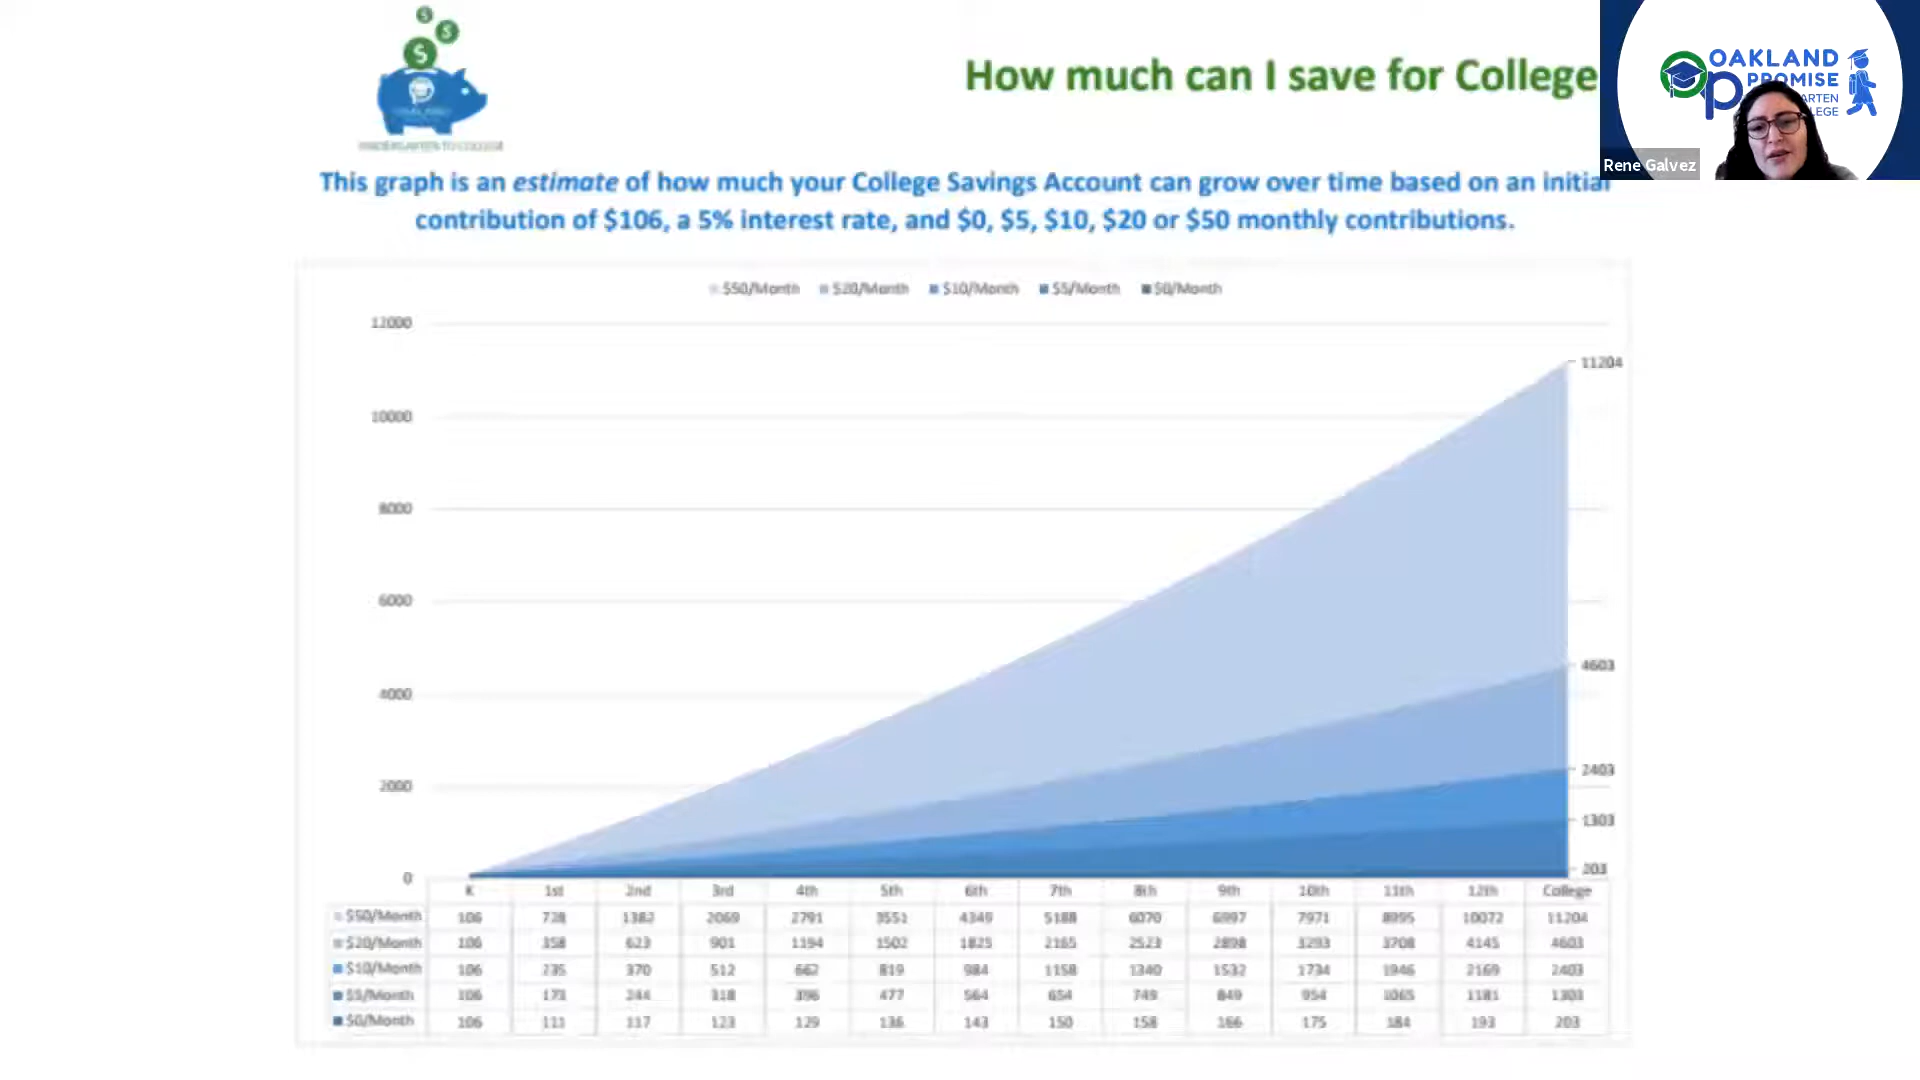 How much can I save for College
OAKLAND
PROMISE
ARTEN
LEGE
Rene Galvez
KINDERGARTEN TO COLLEGE
This graph is an estimate of how much your College Savings Account can grow over time based on an initial
contribution of $106, a 5% interest rate, and $0, $5, $10, $20 or $50 monthly contributions.
$50/Month $20/Month $10/Month $5/Month $0/Month
12000
11204
10000
8000
6000
4603
4000
2403
2000
1303
203
0
K 1st 2nd 3rd 4th 5th 6th 7th 8th 9th 10th 11th 12th College
$50/Month 106 728 1382 2069 2791 3551 4349 5188 6070 6997 7971 8995 10072 11204
$20/Month 106 358 623 901 1194 1502 1825 2165 2523 2898 3293 3708 4145 4603
$10/Month 106 235 370 512 662 819 984 1158 1340 1532 1734 1946 2169 2403
$5/Month 106 173 244 318 396 477 564 654 749 849 954 1065 1181 1303
$0/Month 106 111 117 123 129 136 143 150 158 166 175 184 193 203